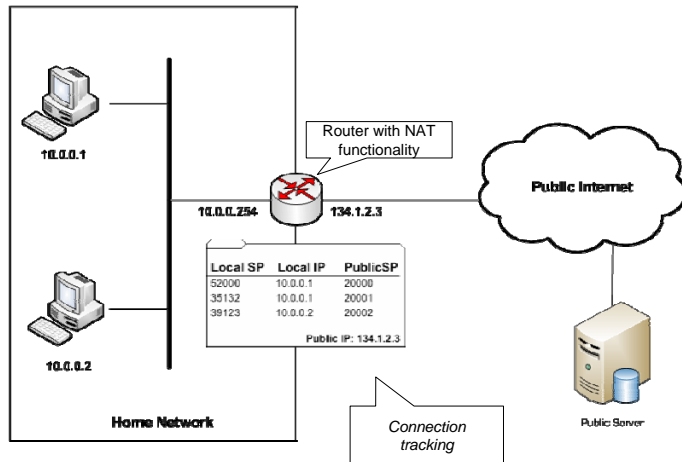 10.0.0.1
Router with NAT
functionality
Public Internet
10.0.0.254
134.1.2.3
Local SP Local IP PublicSP
52000 10.0.0.1 20000
35132 10.0.0.1 20001
39123 10.0.0.2 20002
Public IP: 134.1.2.3
10.0.0.2
Home Network
Connection
tracking
Public Server